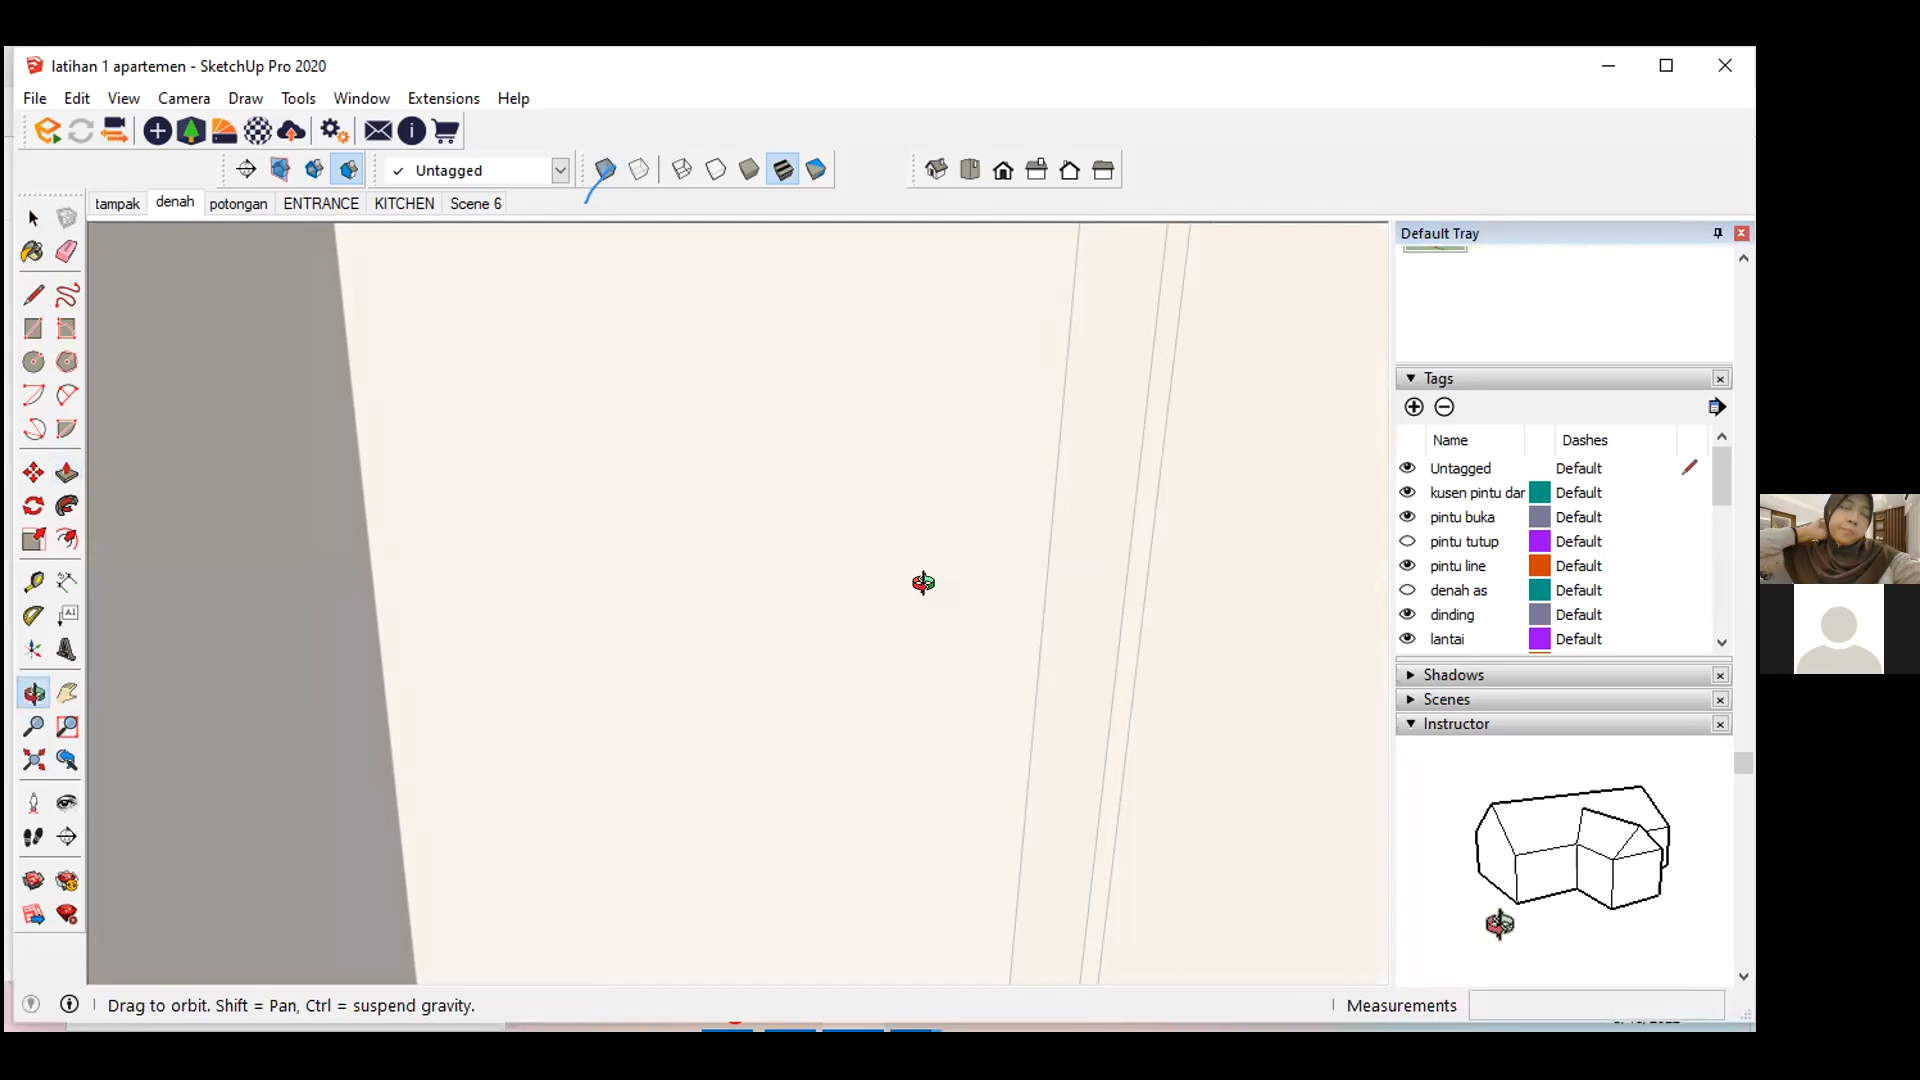 latihan 1 apartemen - SketchUp Pro 2020
File Edit View Camera Draw Tools Window Extensions Help
Untagged
tampak denah potongan ENTRANCE KITCHEN Scene 6
Default Tray
Tags
Name Dashes
Untagged Default
kusen pintu dar Default
pintu buka Default
pintu tutup Default
pintu line Default
denah as Default
dinding Default
lantai Default
Shadows
Scenes
Instructor
Drag to orbit. Shift = Pan, Ctrl = suspend gravity.
Measurements